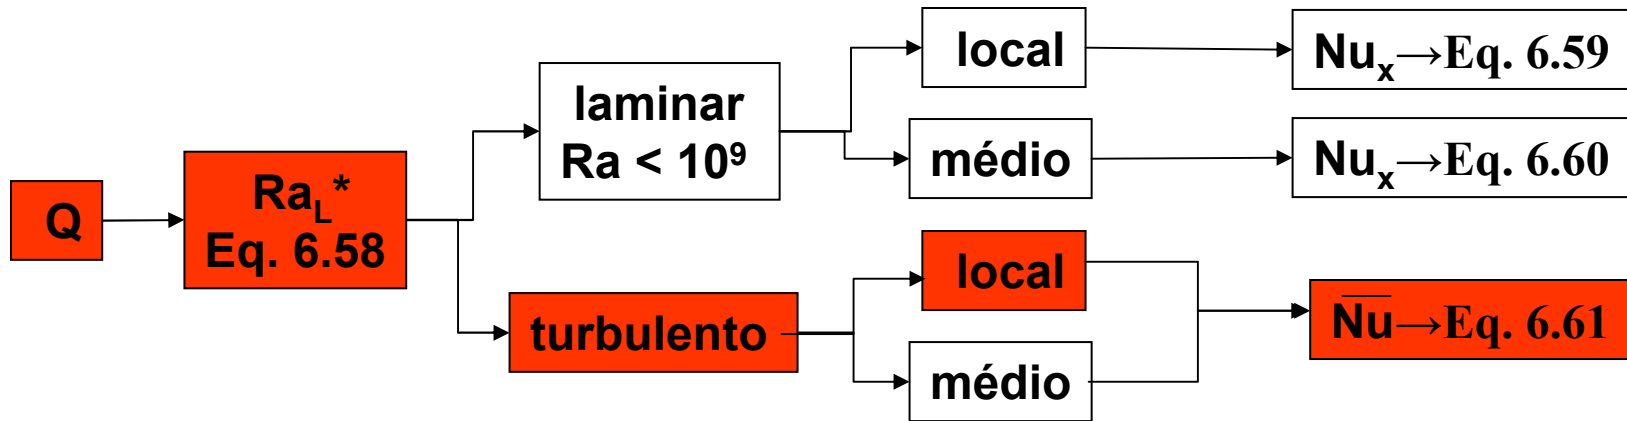 Q
Ra_L*
Eq. 6.58
laminar
Ra < 10⁹
local
médio
Nu_x→Eq. 6.59
Nu_x→Eq. 6.60
turbulento
local
médio
N̅u̅→Eq. 6.61